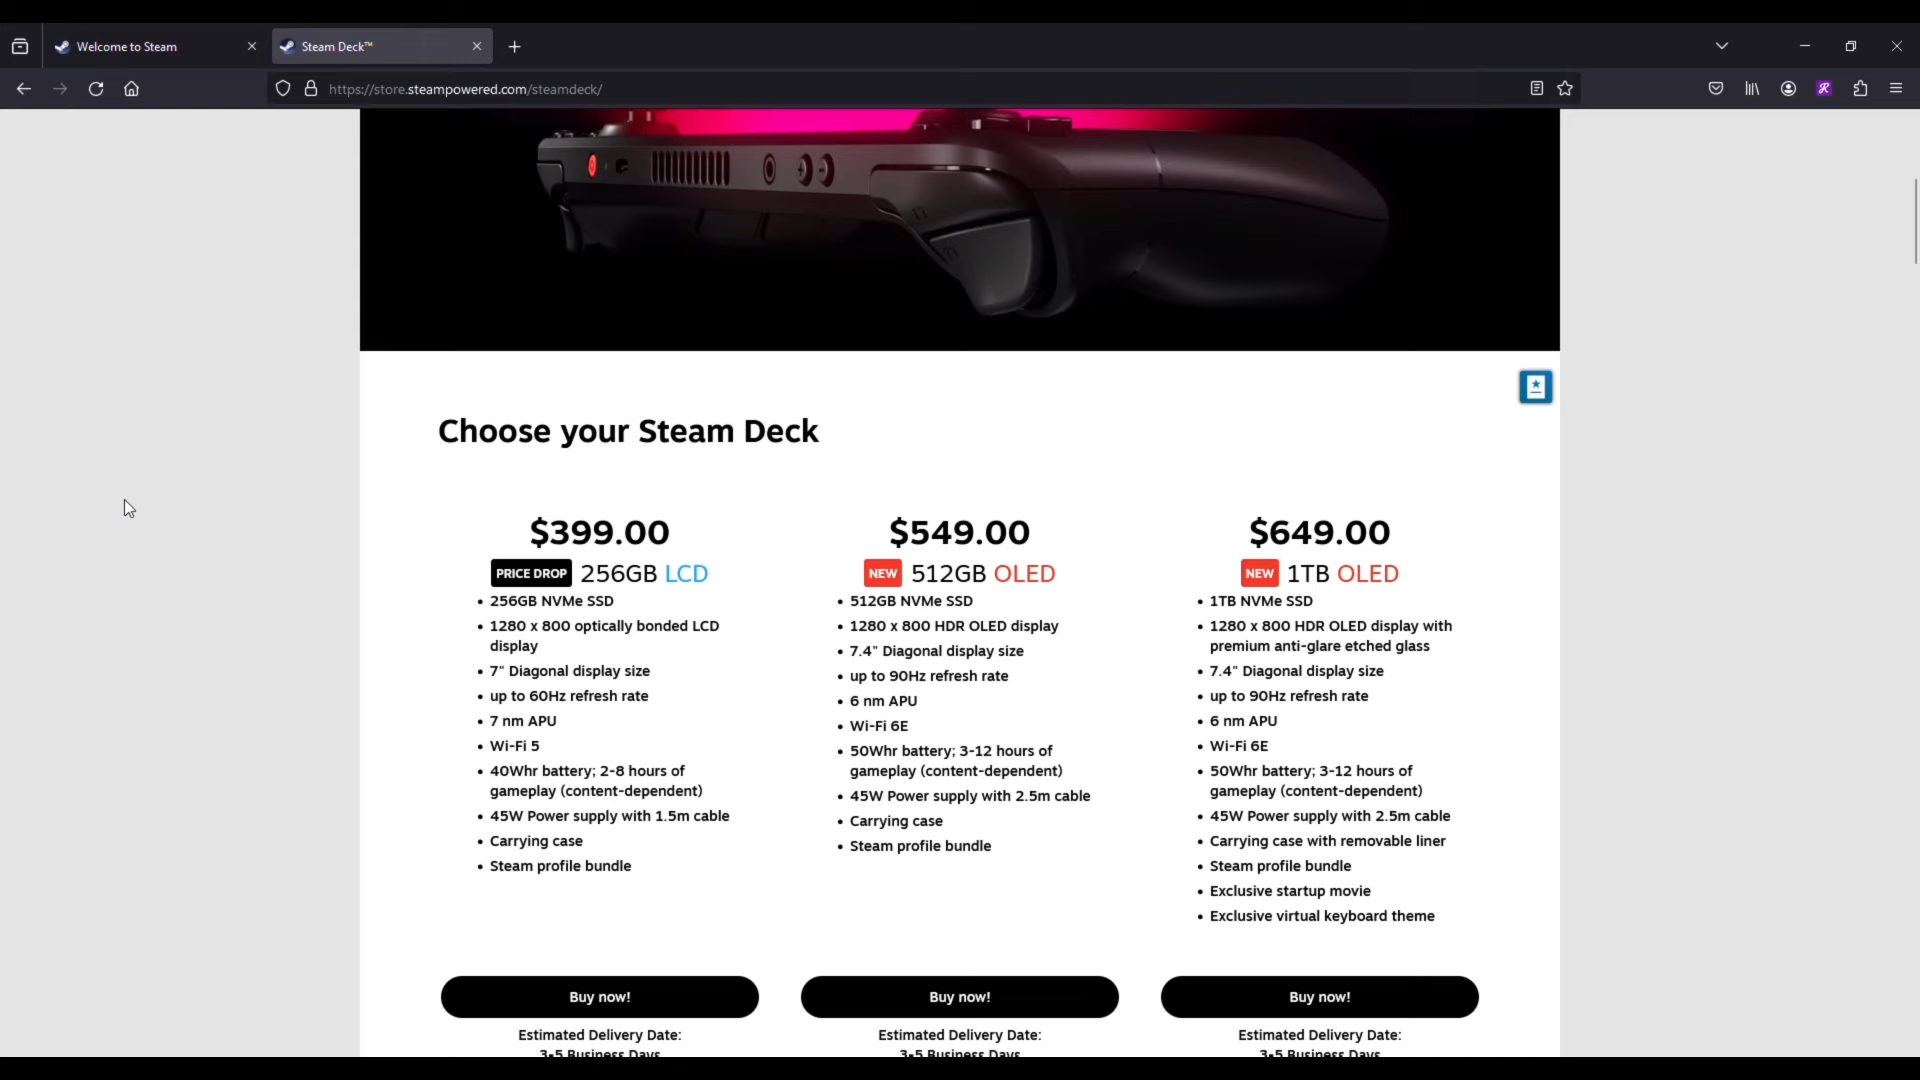 Welcome to Steam
Steam Deck™
https://store.steampowered.com/steamdeck/
Choose your Steam Deck
$399.00
PRICE DROP 256GB LCD
• 256GB NVMe SSD
• 1280 x 800 optically bonded LCD
display
• 7" Diagonal display size
• up to 60Hz refresh rate
• 7 nm APU
• Wi-Fi 5
• 40Whr battery; 2-8 hours of
gameplay (content-dependent)
• 45W Power supply with 1.5m cable
• Carrying case
• Steam profile bundle
Buy now!
Estimated Delivery Date:
3-5 Business Days
$549.00
NEW 512GB OLED
• 512GB NVMe SSD
• 1280 x 800 HDR OLED display
• 7.4" Diagonal display size
• up to 90Hz refresh rate
• 6 nm APU
• Wi-Fi 6E
• 50Whr battery; 3-12 hours of
gameplay (content-dependent)
• 45W Power supply with 2.5m cable
• Carrying case
• Steam profile bundle
Buy now!
Estimated Delivery Date:
3-5 Business Days
$649.00
NEW 1TB OLED
• 1TB NVMe SSD
• 1280 x 800 HDR OLED display with
premium anti-glare etched glass
• 7.4" Diagonal display size
• up to 90Hz refresh rate
• 6 nm APU
• Wi-Fi 6E
• 50Whr battery; 3-12 hours of
gameplay (content-dependent)
• 45W Power supply with 2.5m cable
• Carrying case with removable liner
• Steam profile bundle
• Exclusive startup movie
• Exclusive virtual keyboard theme
Buy now!
Estimated Delivery Date:
3-5 Business Days